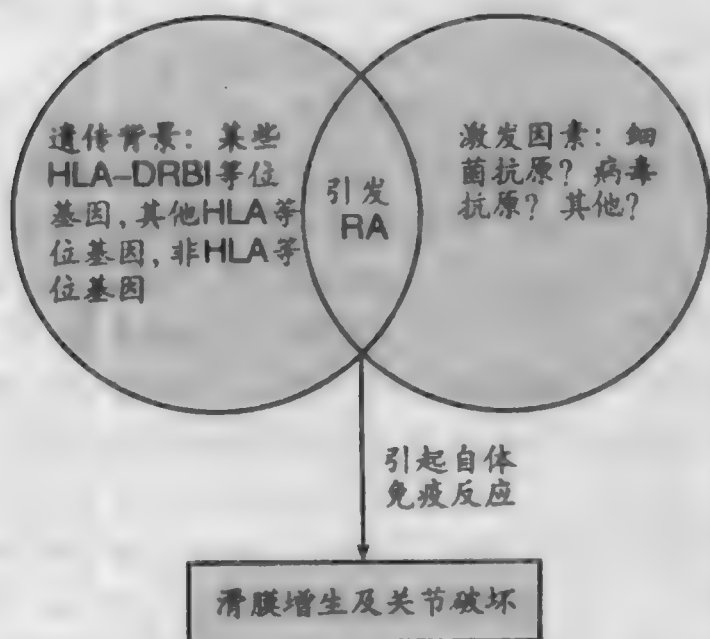 遗传背景：某些
HLA-DRBI等位
基因，其他HLA等
位基因，非HLA等
位基因
引发
RA
激发因素：细
菌抗原？病毒
抗原？其他？
引起自体
免疫反应
滑膜增生及关节破坏